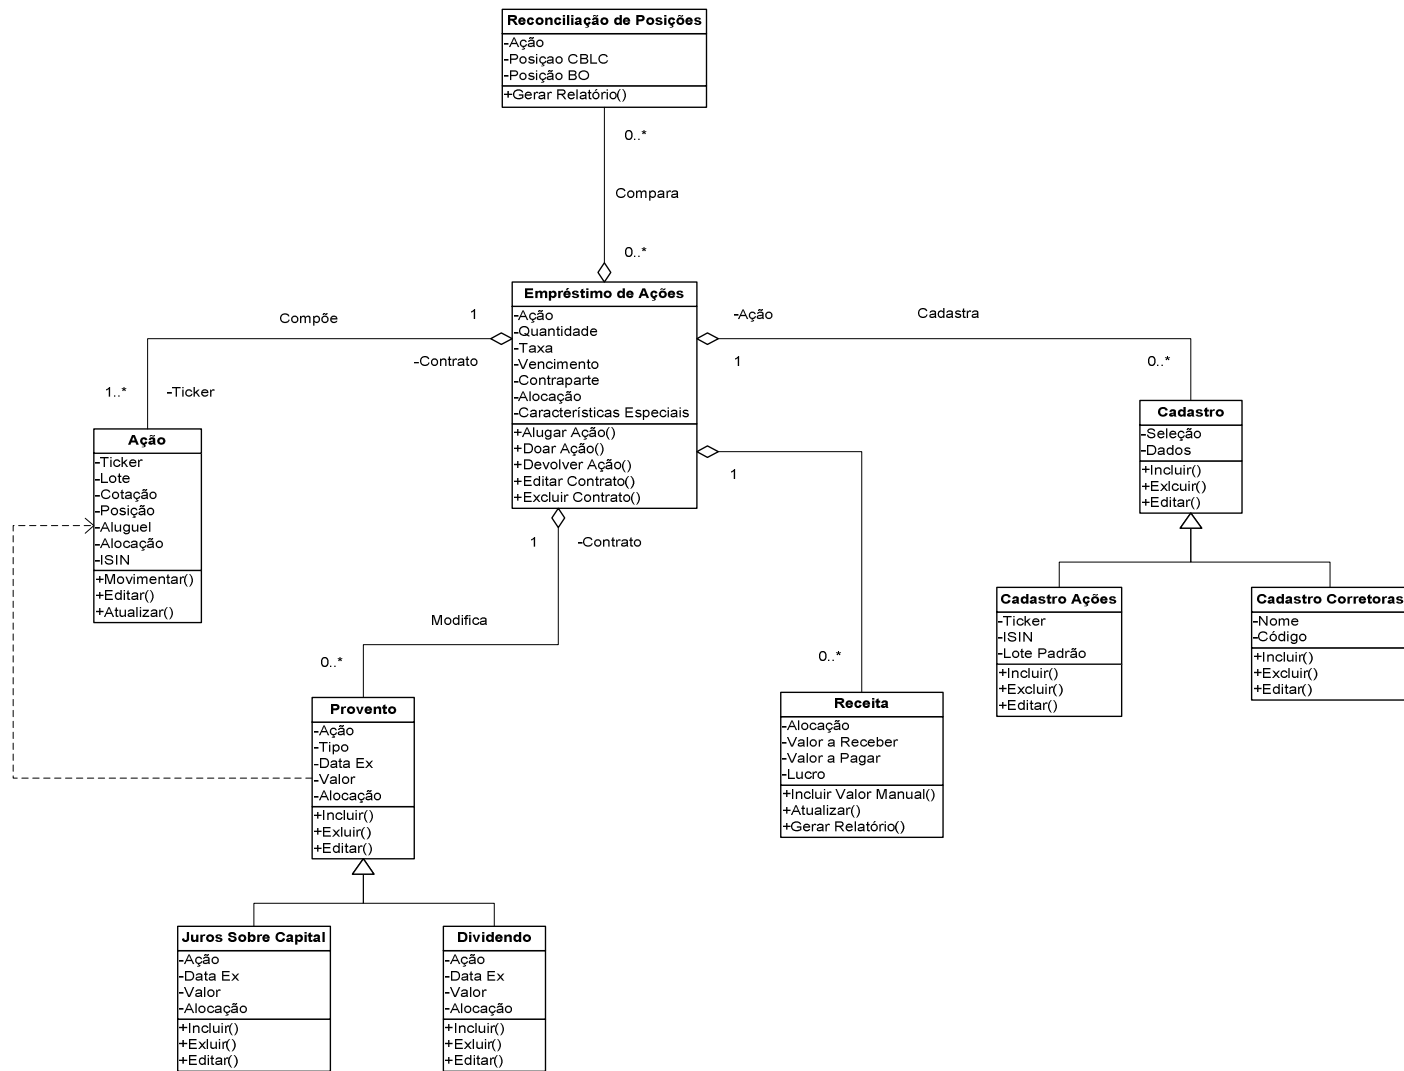 Reconciliação de Posições
-Ação
-Posiçao CBLC
-Posição BO
+Gerar Relatório()
0..*
Compara
0..*
Empréstimo de Ações
-Ação
-Quantidade
-Taxa
-Vencimento
-Contraparte
-Alocação
-Características Especiais
+Alugar Ação()
+Doar Ação()
+Devolver Ação()
+Editar Contrato()
+Excluir Contrato()
Compõe
1
-Contrato
1..*
-Ticker
Ação
-Ticker
-Lote
-Cotação
-Posição
-Aluguel
-Alocação
-ISIN
+Movimentar()
+Editar()
+Atualizar()
-Ação
Cadastra
1
0..*
Cadastro
-Seleção
-Dados
+Incluir()
+Exlcuir()
+Editar()
Cadastro Ações
-Ticker
-ISIN
-Lote Padrão
+Incluir()
+Excluir()
+Editar()
Cadastro Corretoras
-Nome
-Código
+Incluir()
+Excluir()
+Editar()
1
0..*
Receita
-Alocação
-Valor a Receber
-Valor a Pagar
-Lucro
+Incluir Valor Manual()
+Atualizar()
+Gerar Relatório()
1
-Contrato
Modifica
0..*
Provento
-Ação
-Tipo
-Data Ex
-Valor
-Alocação
+Incluir()
+Exluir()
+Editar()
Juros Sobre Capital
-Ação
-Data Ex
-Valor
-Alocação
+Incluir()
+Exluir()
+Editar()
Dividendo
-Ação
-Data Ex
-Valor
-Alocação
+Incluir()
+Exluir()
+Editar()